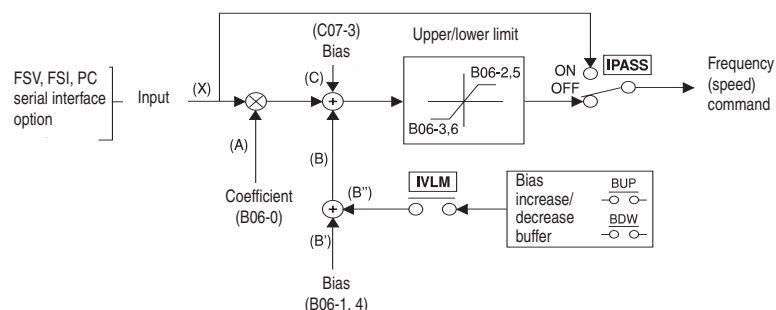 (C07-3)
Bias
Upper/lower limit
FSV, FSI, PC
serial interface
option
Input
(X)
(C)
B06-2,5
B06-3,6
ON
OFF
IPASS
Frequency
(speed)
command
(A)
(B)
Coefficient
(B06-0)
(B")
IVLM
Bias
increase/
decrease
buffer
BUP
BDW
(B')
Bias
(B06-1, 4)